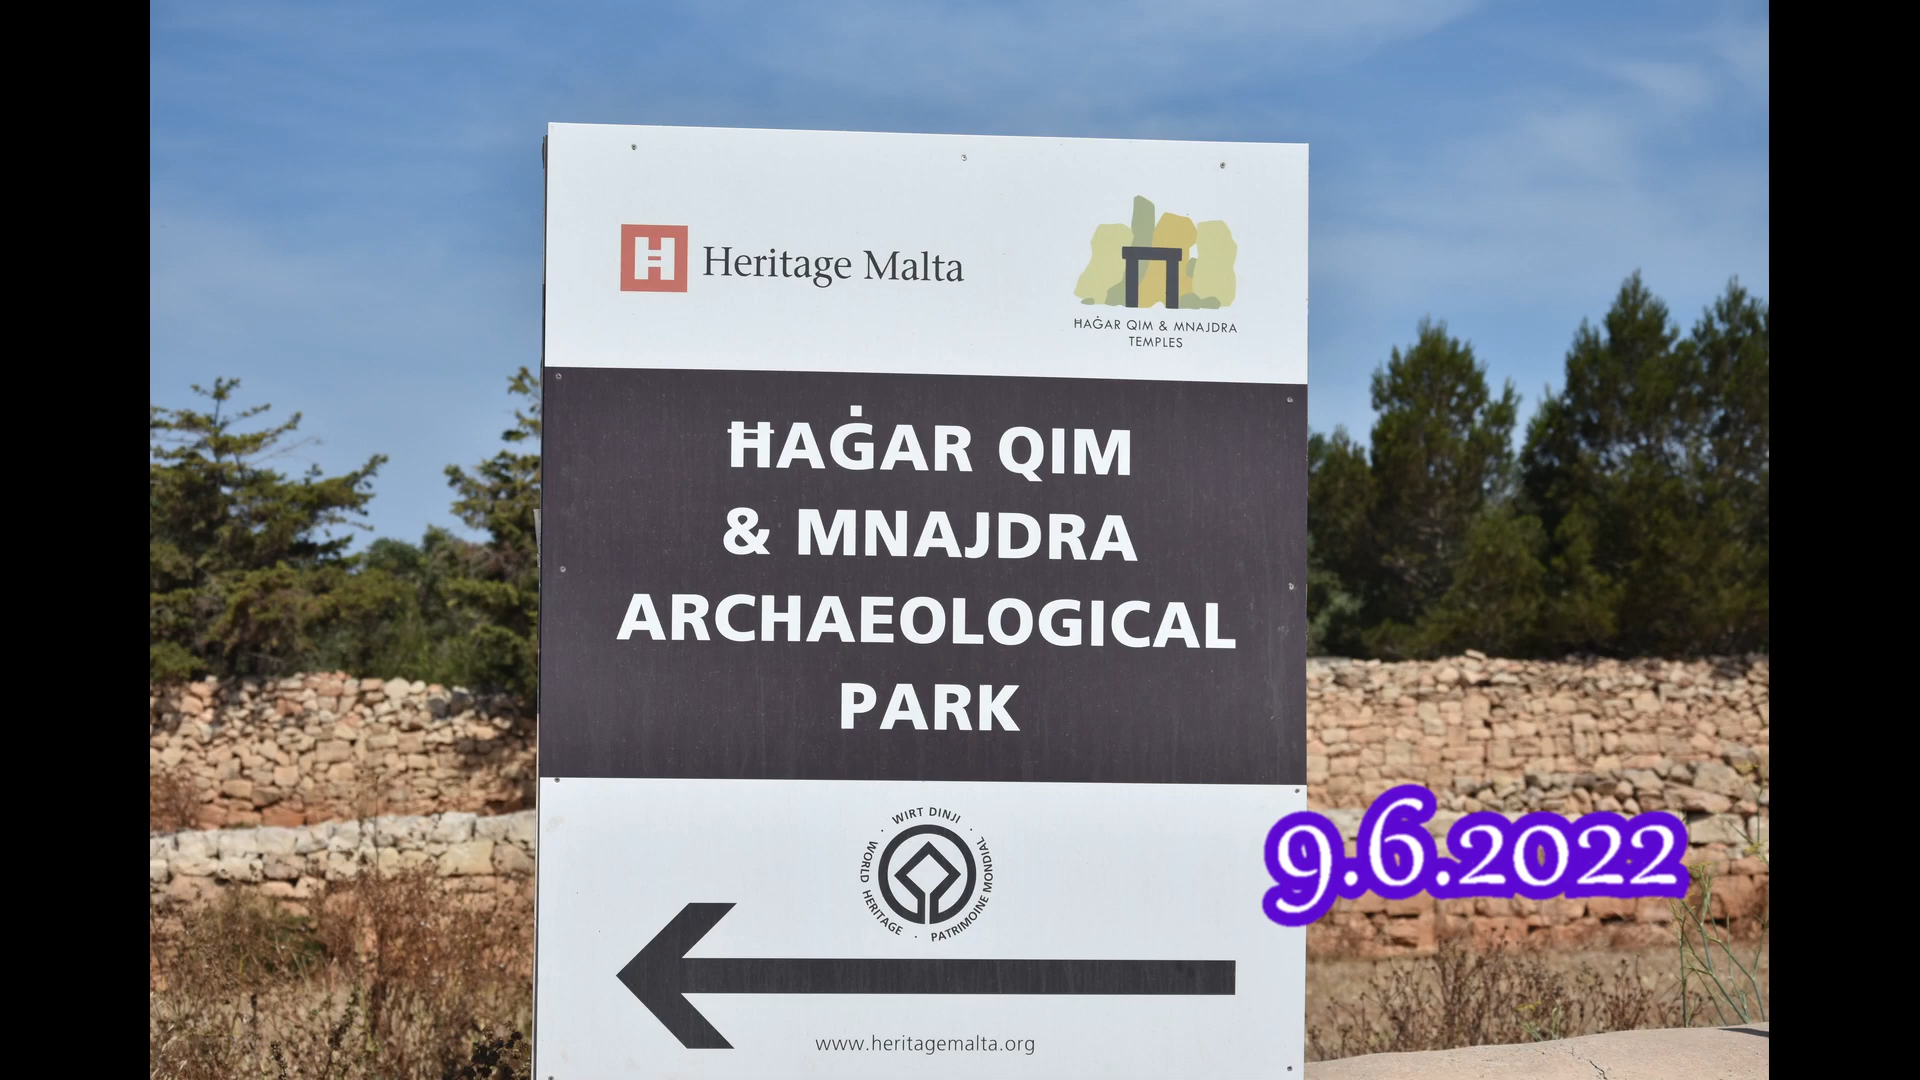 Heritage Malta
ĦAĠAR QIM & MNAJDRA
TEMPLES
ĦAĠAR QIM
& MNAJDRA
ARCHAEOLOGICAL
PARK
WIRT DINJI · PATRIMOINE MONDIAL · WORLD HERITAGE ·
9.6.2022
www.heritagemalta.org